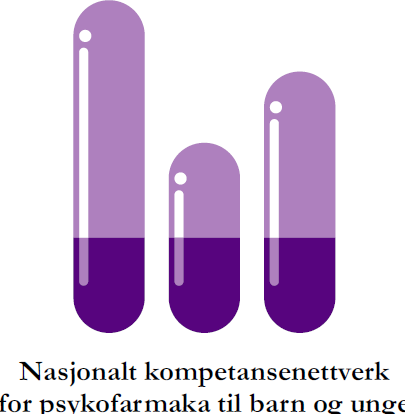 Nasjonalt kompetansenettverk
for psykofarmaka til barn og unge